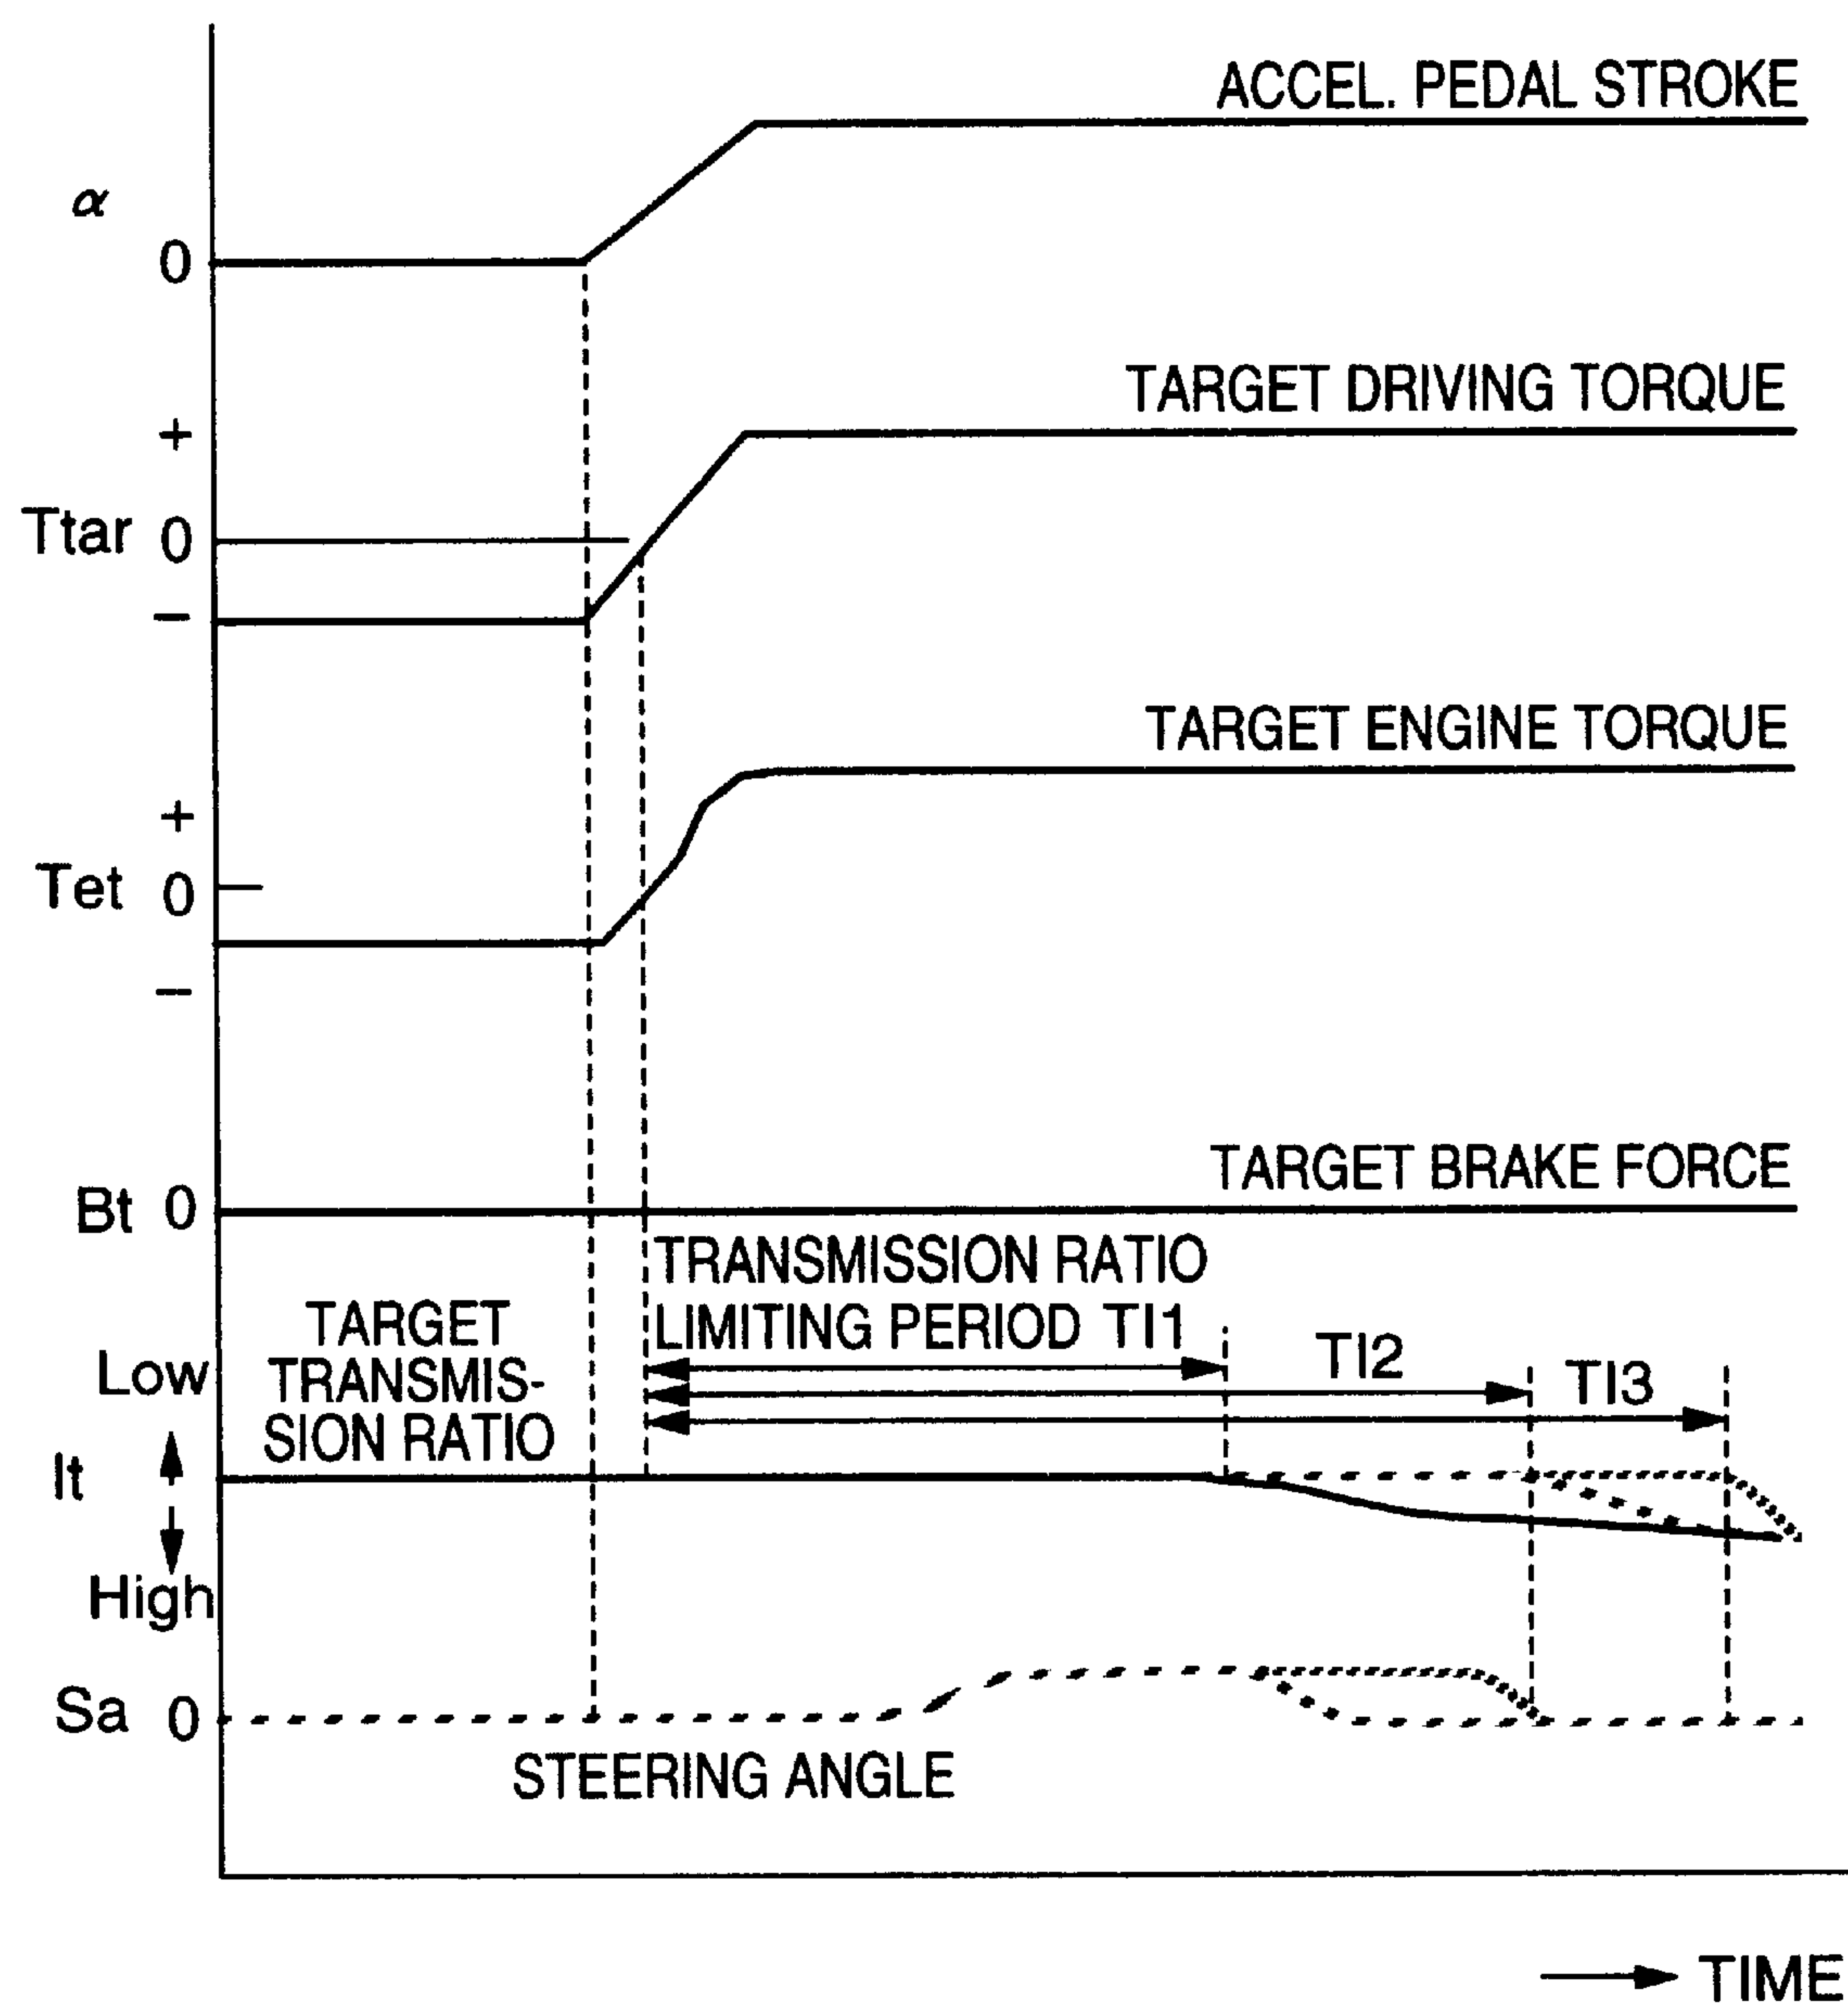 ACCEL. PEDAL STROKE
α
0
TARGET DRIVING TORQUE
+
Ttar 0
−
TARGET ENGINE TORQUE
+
Tet 0
−
TARGET BRAKE FORCE
Bt 0
TRANSMISSION RATIO
LIMITING PERIOD TI1
TI2
TI3
TARGET
TRANSMIS-
SION RATIO
Low
It
High
Sa 0
STEERING ANGLE
TIME